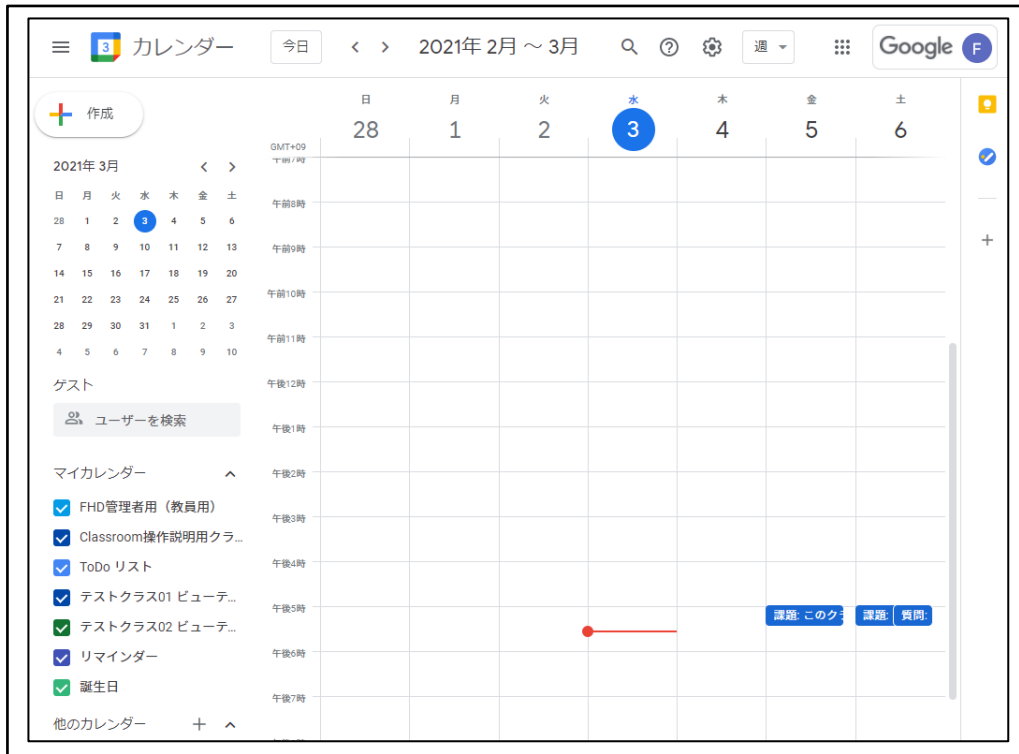 カレンダー 今日 2021年 2月 ～ 3月 週 Google F
作成
日 月 火 水 木 金 土
28 1 2 3 4 5 6
GMT+09
2021年 3月
日 月 火 水 木 金 土
28 1 2 3 4 5 6
7 8 9 10 11 12 13
14 15 16 17 18 19 20
21 22 23 24 25 26 27
28 29 30 31 1 2 3
4 5 6 7 8 9 10
ゲスト
ユーザーを検索
マイカレンダー
FHD管理者用（教員用）
Classroom操作説明用クラ...
ToDo リスト
テストクラス01 ビューテ...
テストクラス02 ビューテ...
リマインダー
誕生日
他のカレンダー
午前7時
午前8時
午前9時
午前10時
午前11時
午後12時
午後1時
午後2時
午後3時
午後4時
午後5時
課題: このクラ 課題: 質問:
午後6時
午後7時